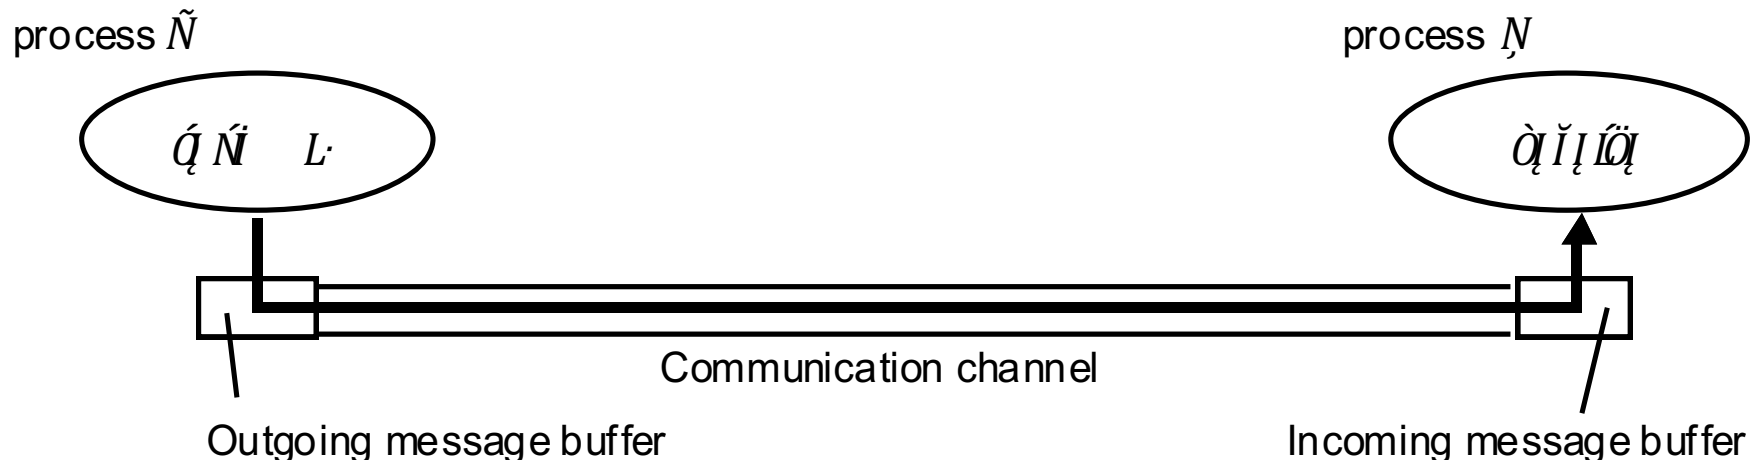 process Ñ
process Ņ
Communication channel
Outgoing message buffer
Incoming message buffer